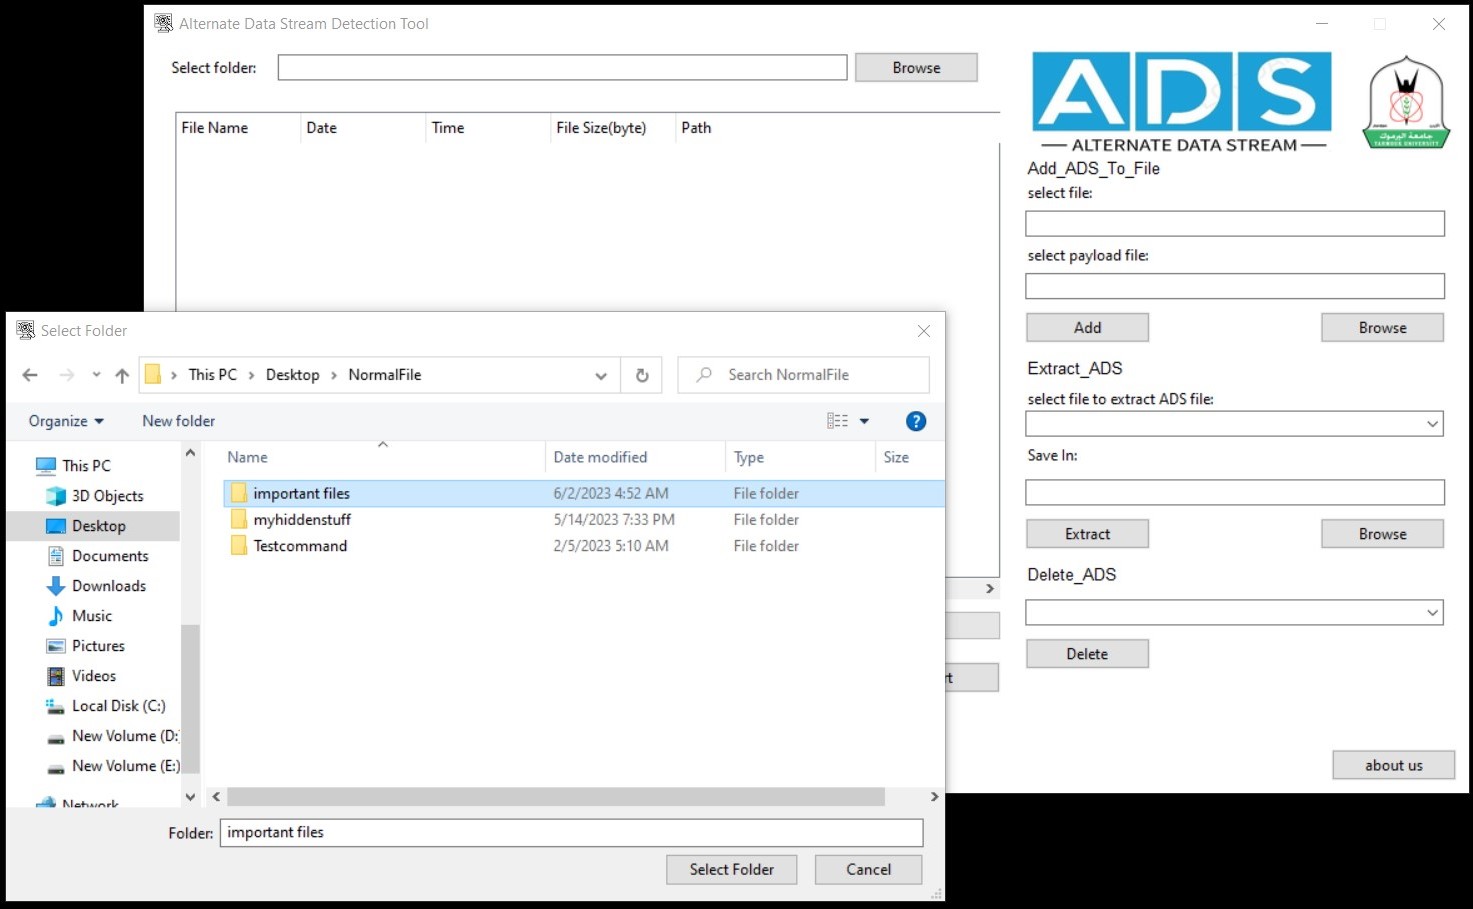 Alternate Data Stream Detection Tool
Select folder:
Browse
File Name Date Time File Size(byte) Path
ADS
ALTERNATE DATA STREAM
جامعة اليرموك
YARMOUK UNIVERSITY
Add_ADS_To_File
select file:
select payload file:
Add Browse
Extract_ADS
select file to extract ADS file:
Save In:
Extract Browse
Delete_ADS
Delete
about us
rt
Select Folder
This PC > Desktop > NormalFile
Search NormalFile
Organize New folder
?
This PC
3D Objects
Desktop
Documents
Downloads
Music
Pictures
Videos
Local Disk (C:)
New Volume (D:
New Volume (E:)
Network
Name Date modified Type Size
important files 6/2/2023 4:52 AM File folder
myhiddenstuff 5/14/2023 7:33 PM File folder
Testcommand 2/5/2023 5:10 AM File folder
Folder: important files
Select Folder Cancel